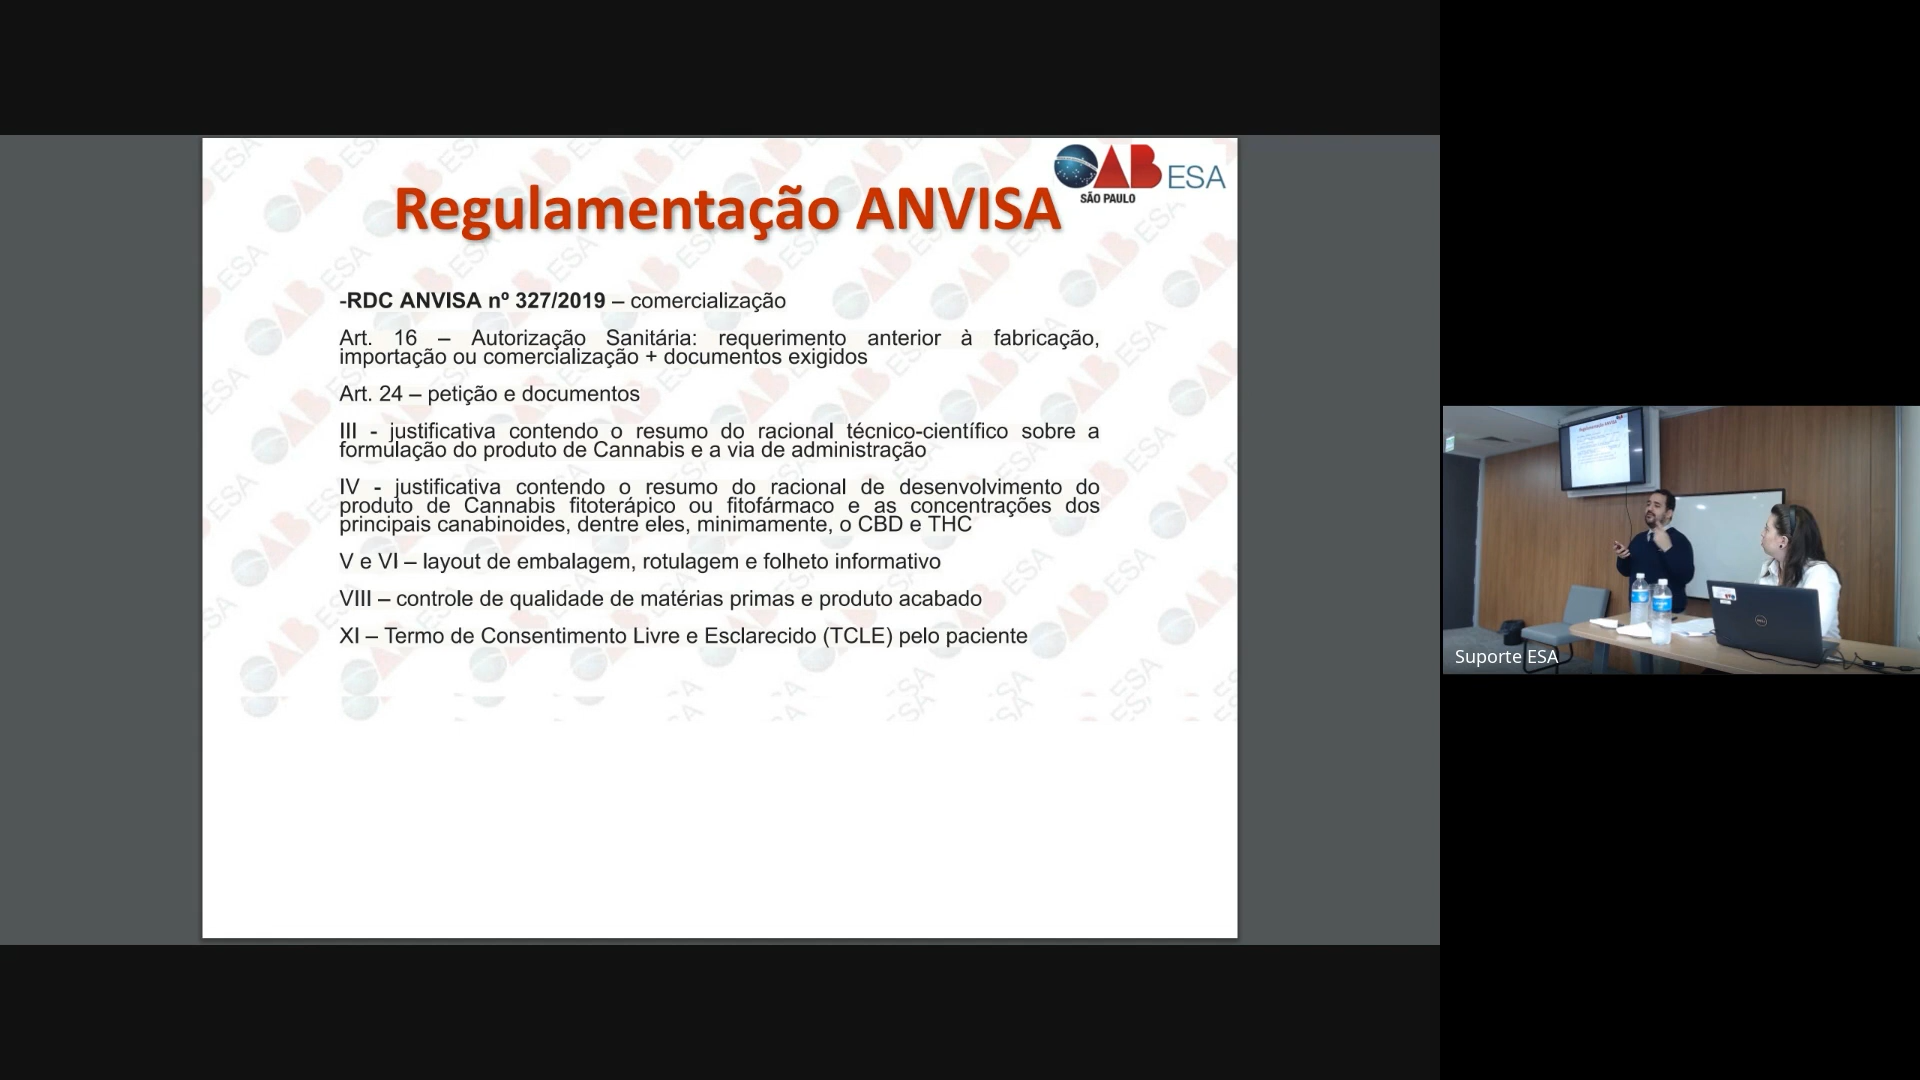 OAB ESA
SÃO PAULO
Regulamentação ANVISA
-RDC ANVISA nº 327/2019 – comercialização
Art. 16 – Autorização Sanitária: requerimento anterior à fabricação,
importação ou comercialização + documentos exigidos
Art. 24 – petição e documentos
III - justificativa contendo o resumo do racional técnico-científico sobre a
formulação do produto de Cannabis e a via de administração
IV - justificativa contendo o resumo do racional de desenvolvimento do
produto de Cannabis fitoterápico ou fitofármaco e as concentrações dos
principais canabinoides, dentre eles, minimamente, o CBD e THC
V e VI – layout de embalagem, rotulagem e folheto informativo
VIII – controle de qualidade de matérias primas e produto acabado
XI – Termo de Consentimento Livre e Esclarecido (TCLE) pelo paciente
Suporte ESA